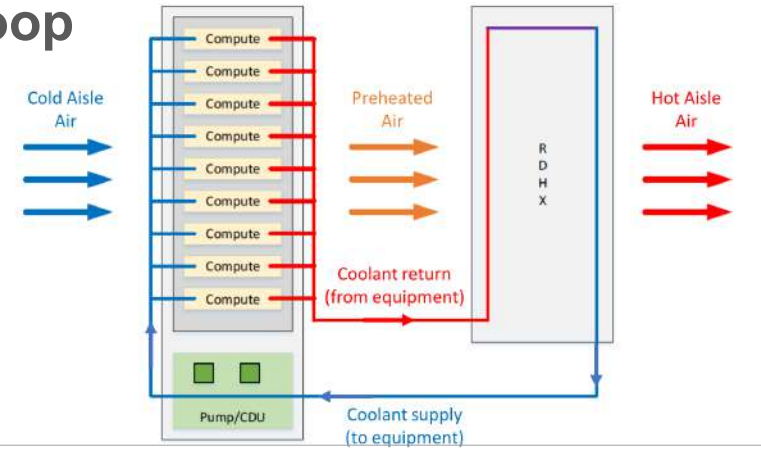 oop
Compute
Compute
Compute
Compute
Compute
Compute
Compute
Compute
Compute
Cold Aisle
Air
Preheated
Air
R
D
H
X
Hot Aisle
Air
Coolant return
(from equipment)
Pump/CDU
Coolant supply
(to equipment)